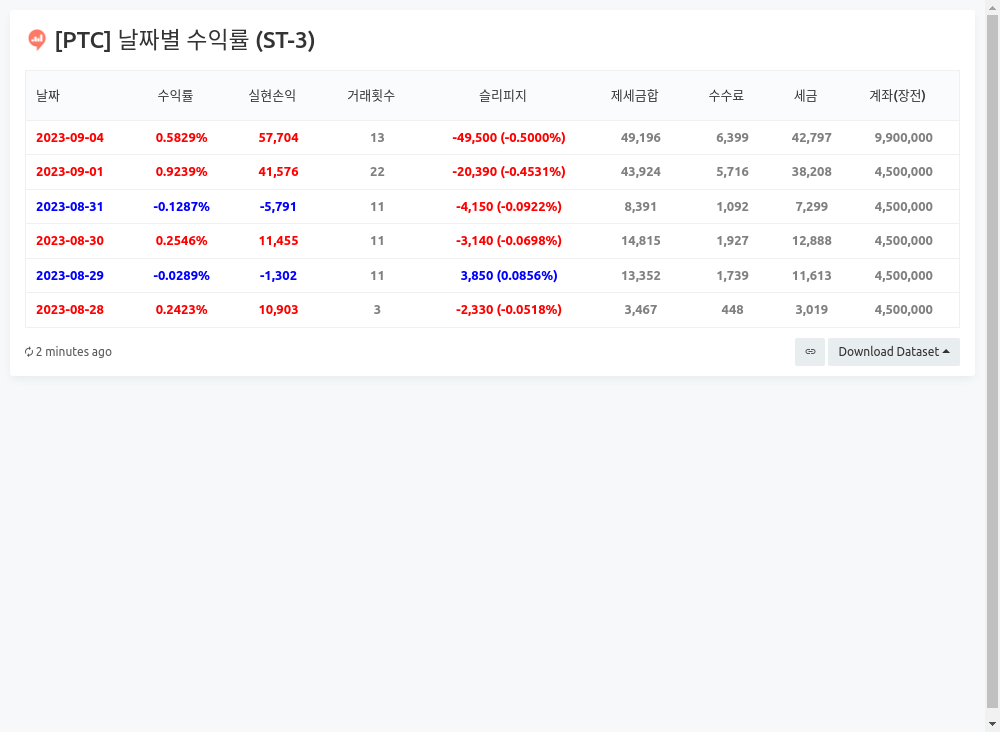 [PTC] 날짜별 수익률 (ST-3)
날짜 수익률 실현손익 거래횟수 슬리피지 제세금합 수수료 세금 계좌(장전)
2023-09-04 0.5829% 57,704 13 -49,500 (-0.5000%) 49,196 6,399 42,797 9,900,000
2023-09-01 0.9239% 41,576 22 -20,390 (-0.4531%) 43,924 5,716 38,208 4,500,000
2023-08-31 -0.1287% -5,791 11 -4,150 (-0.0922%) 8,391 1,092 7,299 4,500,000
2023-08-30 0.2546% 11,455 11 -3,140 (-0.0698%) 14,815 1,927 12,888 4,500,000
2023-08-29 -0.0289% -1,302 11 3,850 (0.0856%) 13,352 1,739 11,613 4,500,000
2023-08-28 0.2423% 10,903 3 -2,330 (-0.0518%) 3,467 448 3,019 4,500,000
2 minutes ago Download Dataset